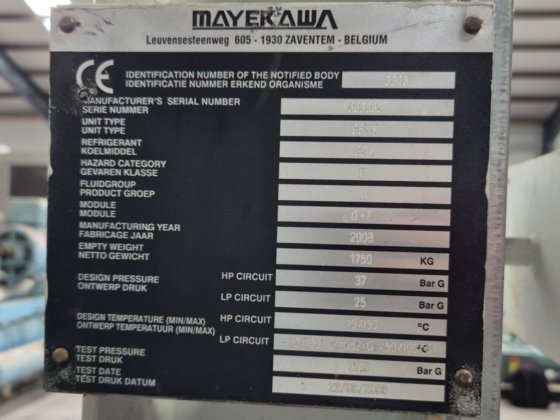 MAYEKAWA
Leuvensesteenweg 605 - 1930 ZAVENTEM - BELGIUM
CE IDENTIFICATION NUMBER OF THE NOTIFIED BODY
IDENTIFICATIE NUMMER ERKEND ORGANISME
MANUFACTURER'S SERIAL NUMBER
SERIE NUMMER
UNIT TYPE
UNIT TYPE
REFRIGERANT
KOELMIDDEL
HAZARD CATEGORY
GEVAREN KLASSE
FLUIDGROUP
PRODUCT GROEP
MODULE
MODULE
MANUFACTURING YEAR
FABRICAGE JAAR 2008
EMPTY WEIGHT
NETTO GEWICHT 1750 KG
DESIGN PRESSURE HP CIRCUIT 37 Bar G
ONTWERP DRUK
LP CIRCUIT 25 Bar G
DESIGN TEMPERATURE (MIN/MAX) HP CIRCUIT °C
ONTWERP TEMPERATUUR (MIN/MAX)
LP CIRCUIT °C
TEST PRESSURE
TEST DRUK Bar G
TEST DATE
TEST DRUK DATUM